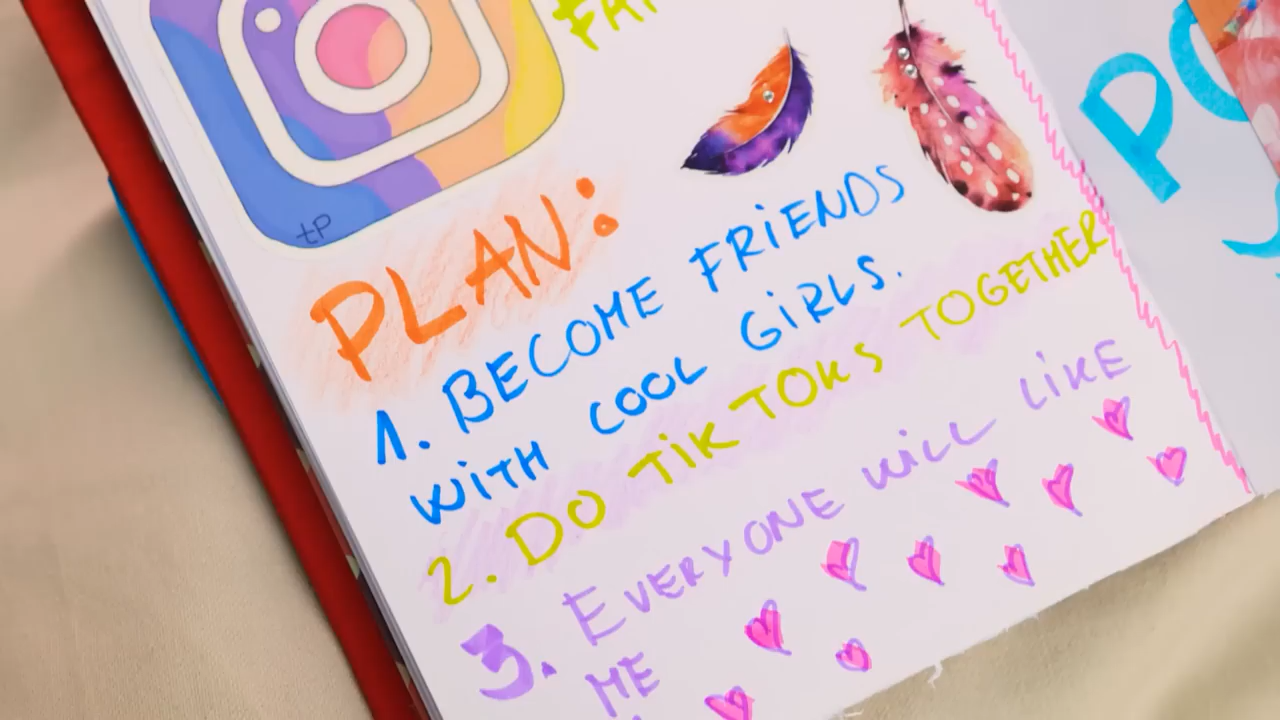 tP
PLAN:
1. BECOME FRiENDS
WiTH COOL GiRLS.
2. DO TiKTOKS TOGETHER
3. EVERYONE WiLL LiKE
ME